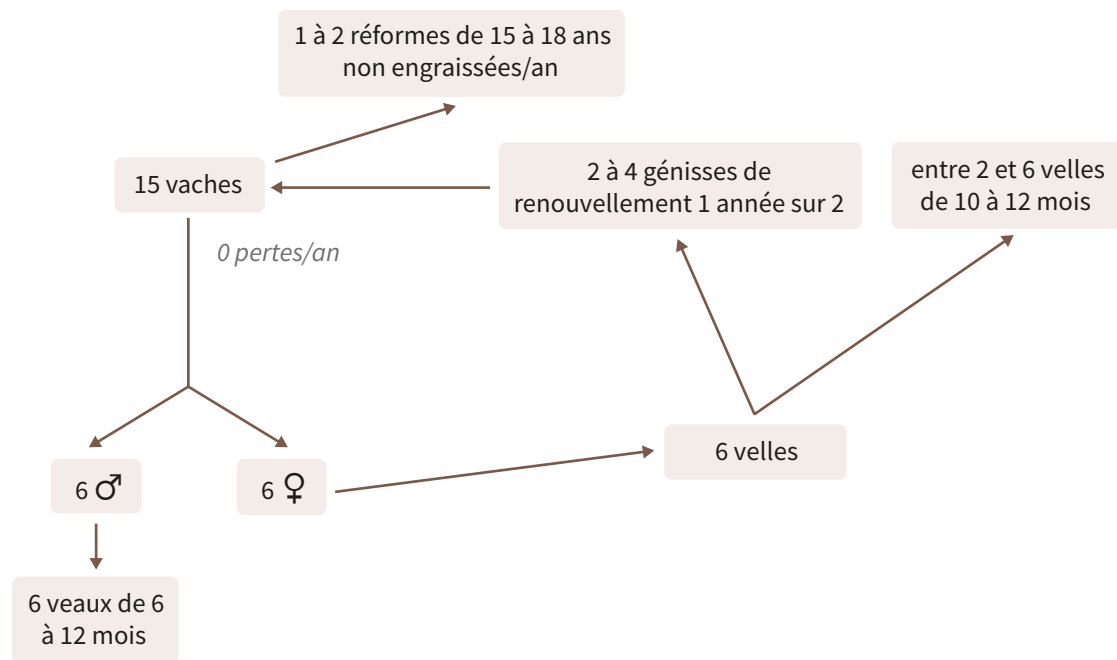 1 à 2 réformes de 15 à 18 ans
non engraissées/an
15 vaches
2 à 4 génisses de
renouvellement 1 année sur 2
entre 2 et 6 velles
de 10 à 12 mois
0 pertes/an
6 velles
6 ♂
6 ♀
6 veaux de 6
à 12 mois